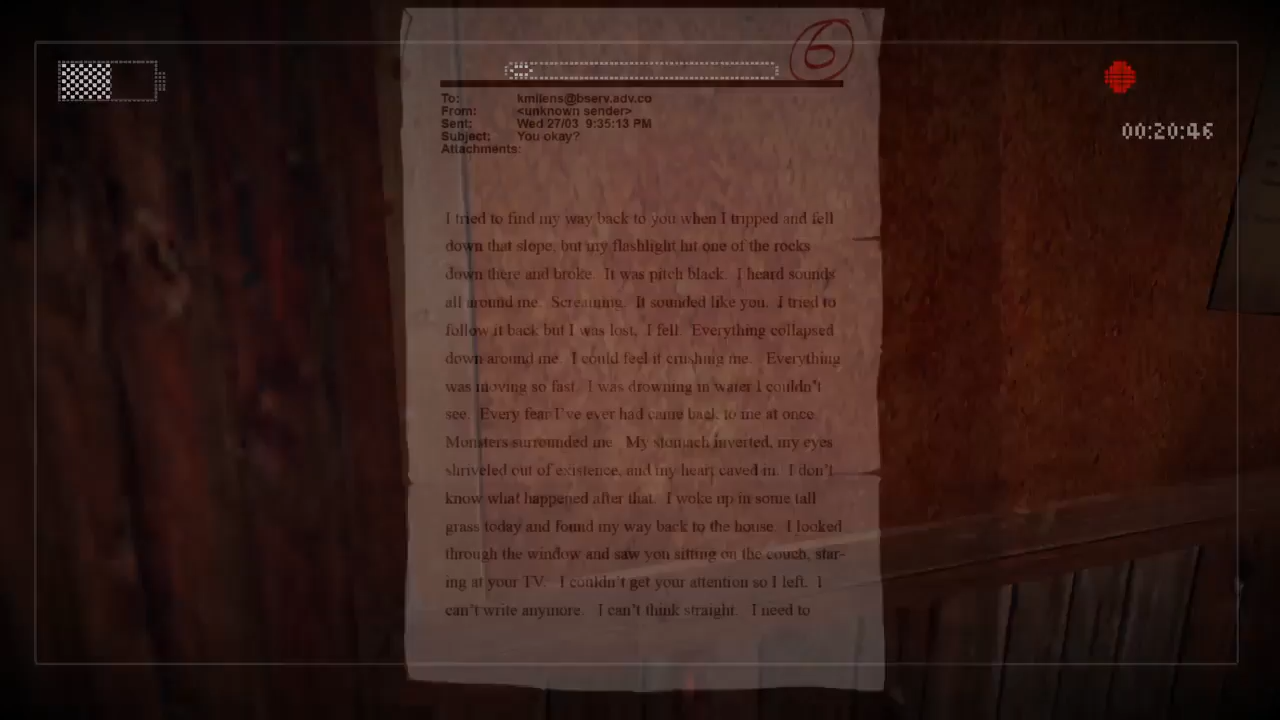 6
00:20:46
To: kmilens@bserv.adv.co
From: <unknown sender>
Sent: Wed 27/03 9:35:13 PM
Subject: You okay?
Attachments:
I tried to find my way back to you when I tripped and fell
down that slope, but my flashlight hit one of the rocks
down there and broke. It was pitch black. I heard sounds
all around me. Screaming. It sounded like you. I tried to
follow it back but I was lost. I fell. Everything collapsed
down around me. I could feel it crushing me. Everything
was moving so fast. I was drowning in water I couldn't
see. Every fear I've ever had came back to me at once.
Monsters surrounded me. My stomach inverted, my eyes
shriveled out of existence, and my heart caved in. I don't
know what happened after that. I woke up in some tall
grass today and found my way back to the house. I looked
through the window and saw you sitting on the couch, star-
ing at your TV. I couldn't get your attention so I left. I
can't write anymore. I can't think straight. I need to